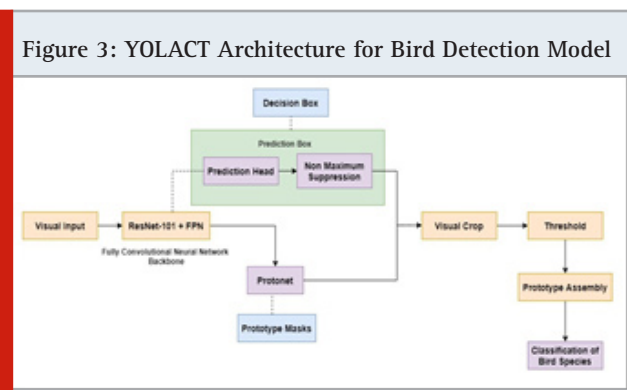 Figure 3: YOLACT Architecture for Bird Detection Model
Decision Box
Prediction Box
Prediction Head
Non Maximum
Suppression
Visual Input
ResNet-101 + FPN
Fully Convolutional Neural Network
Backbone
Visual Crop
Threshold
Protonet
Prototype Assembly
Prototype Masks
Classification of
Bird Species